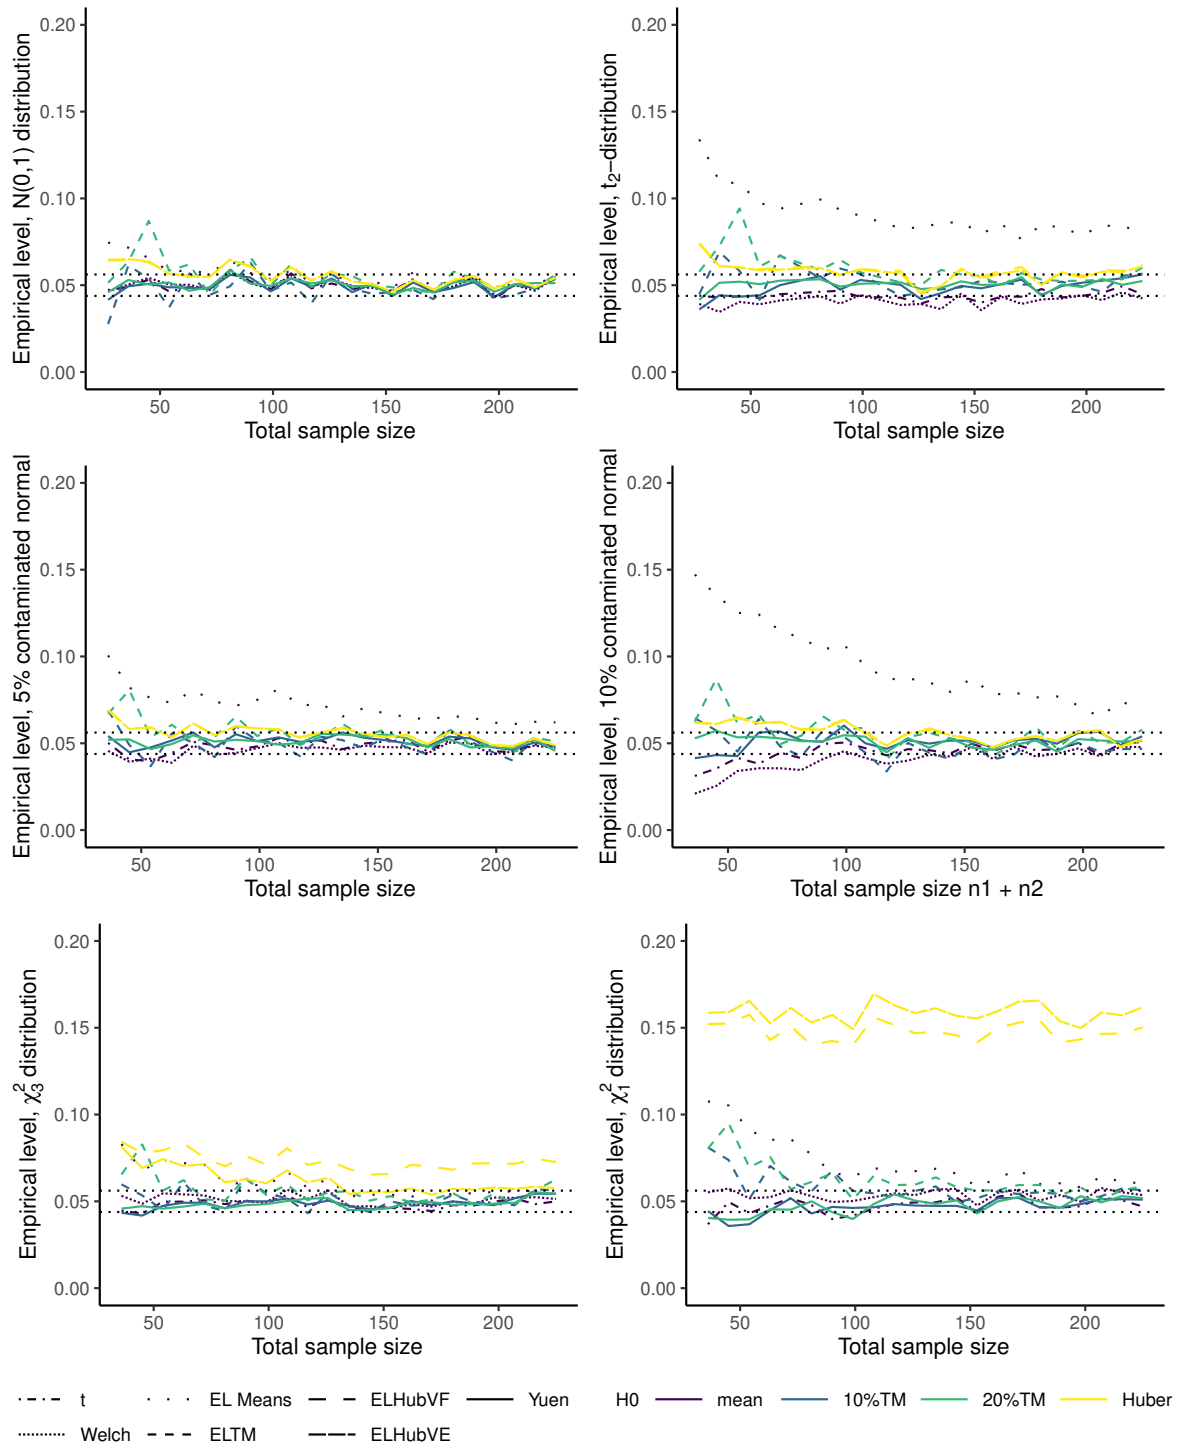 Empirical level, N(0,1) distribution
0.20
0.15
0.10
0.05
0.00
50 100 150 200
Total sample size
Empirical level, t₂−distribution
0.20
0.15
0.10
0.05
0.00
50 100 150 200
Total sample size
Empirical level, 5% contaminated normal
0.20
0.15
0.10
0.05
0.00
50 100 150 200
Total sample size
Empirical level, 10% contaminated normal
0.20
0.15
0.10
0.05
0.00
50 100 150 200
Total sample size n1 + n2
Empirical level, χ²₃ distribution
0.20
0.15
0.10
0.05
0.00
50 100 150 200
Total sample size
Empirical level, χ²₁ distribution
0.20
0.15
0.10
0.05
0.00
50 100 150 200
Total sample size
t EL Means ELHubVF Yuen
Welch ELTM ELHubVE
H0 mean 10%TM 20%TM Huber